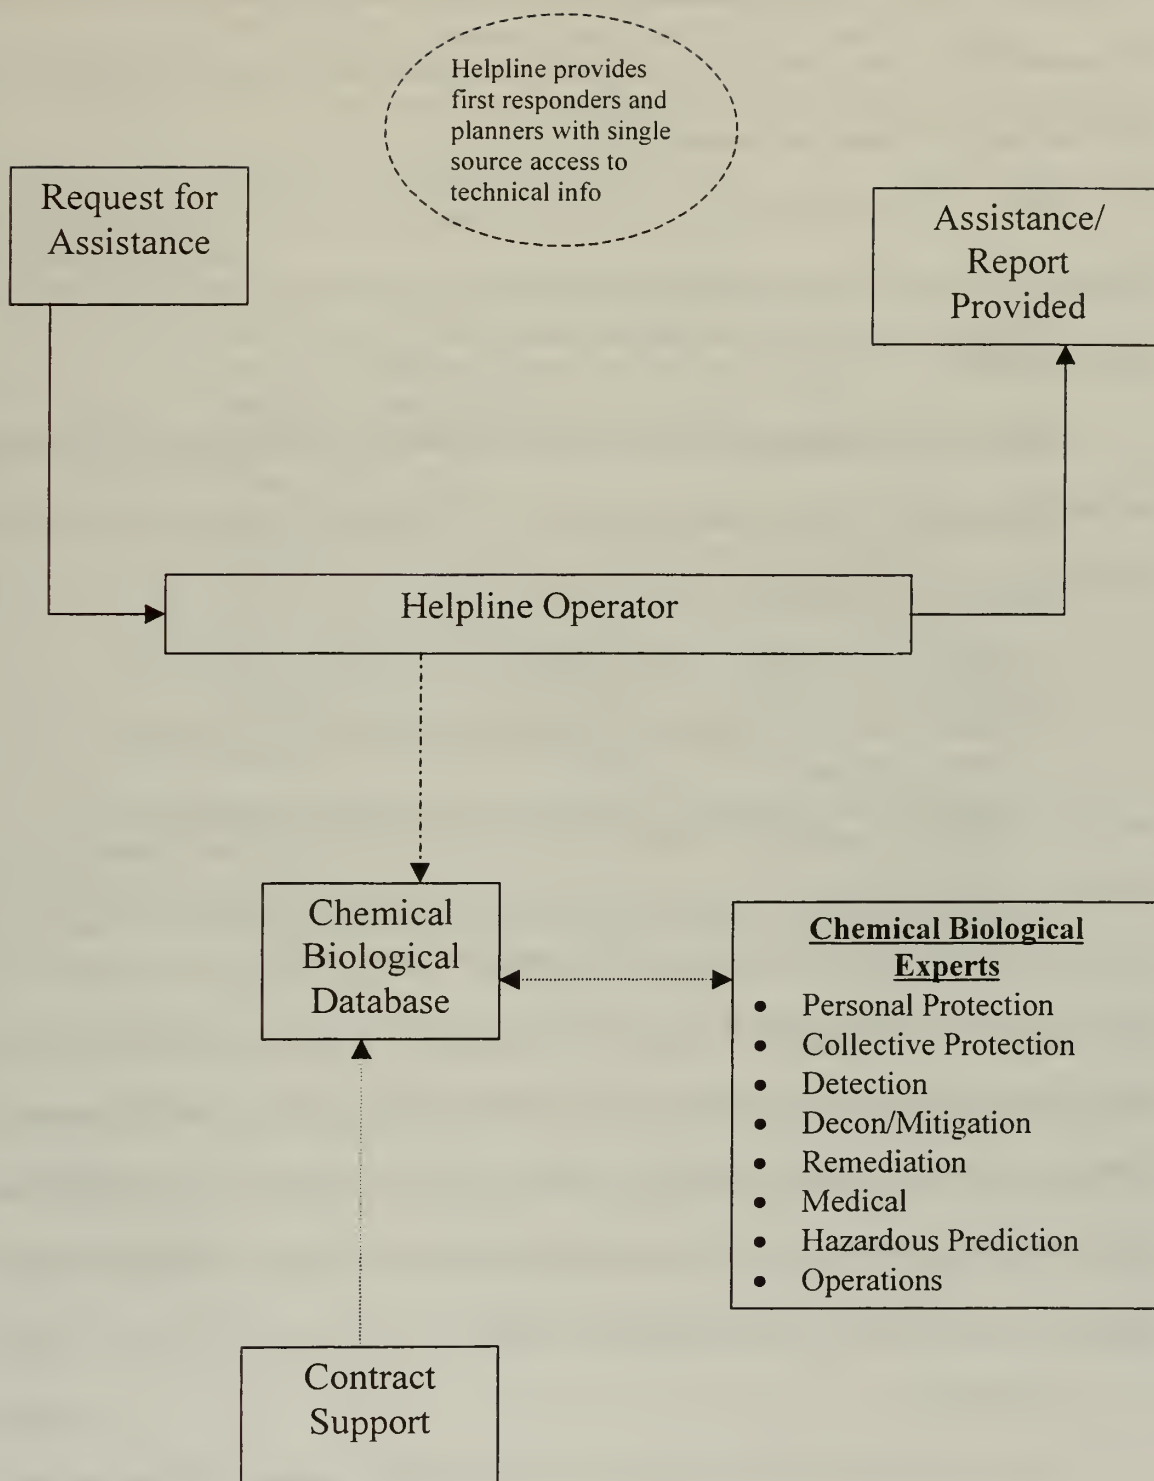 Helpline provides
first responders and
planners with single
source access to
technical info
Request for
Assistance
Assistance/
Report
Provided
Helpline Operator
Chemical
Biological
Database
Chemical Biological
Experts
• Personal Protection
• Collective Protection
• Detection
• Decon/Mitigation
• Remediation
• Medical
• Hazardous Prediction
• Operations
Contract
Support